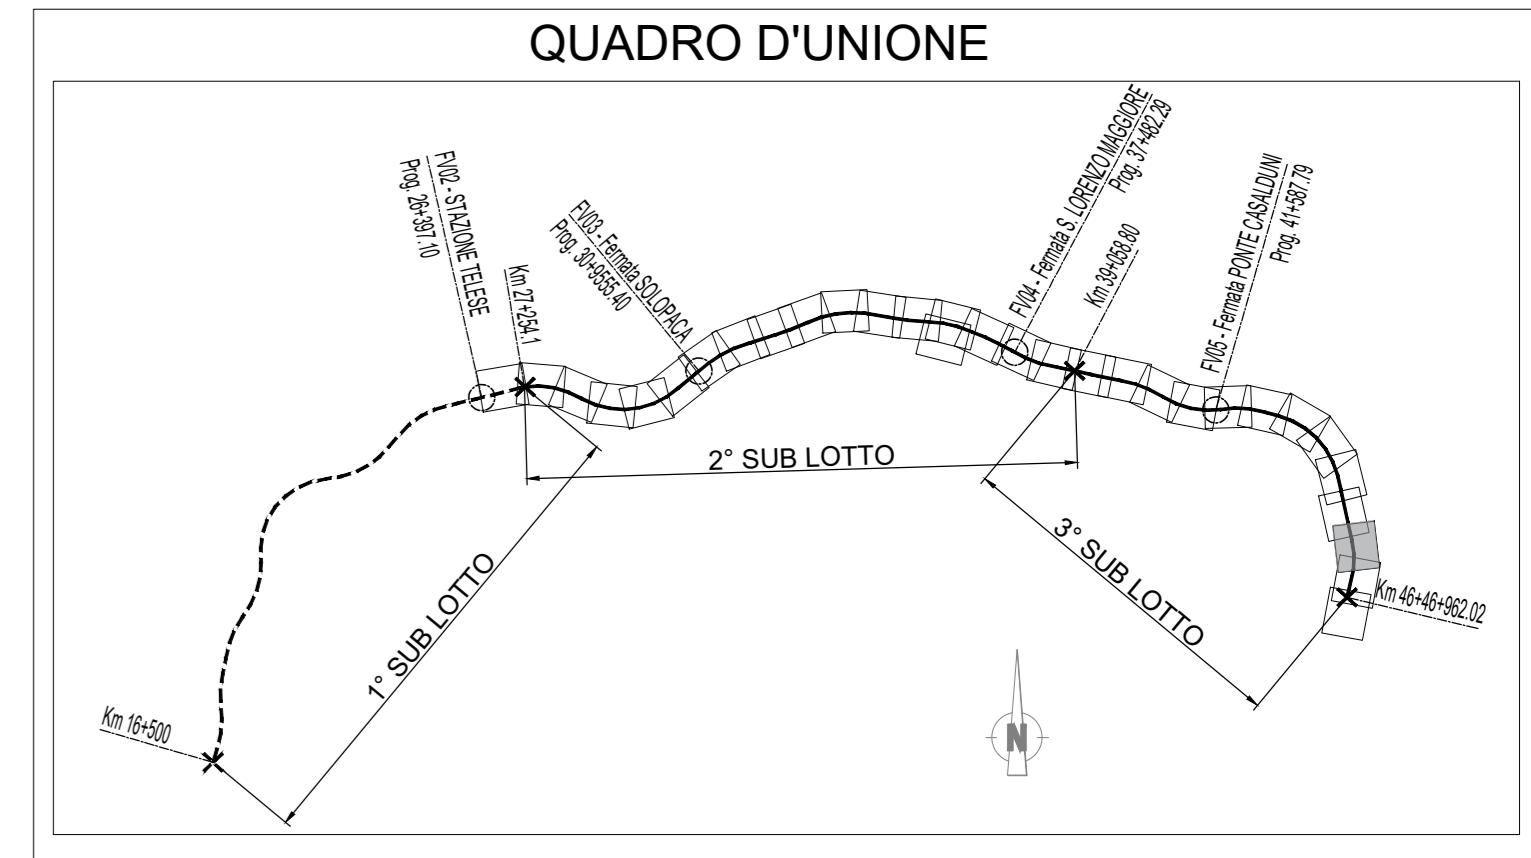 QUADRO D'UNIONE
FV02 - STAZIONE TELESE
Prog. 26+397.10
Km 27+254.1
FV03 - Fermata SOLOPACA
Prog. 30+9555.40
FV04 - Fermata S. LORENZO MAGGIORE
Prog. 37+482.29
Km 39+058.80
FV05 - Fermata PONTE CASALDUNI
Prog. 41+587.79
2° SUB LOTTO
1° SUB LOTTO
3° SUB LOTTO
Km 46+46+962.02
Km 16+500
N